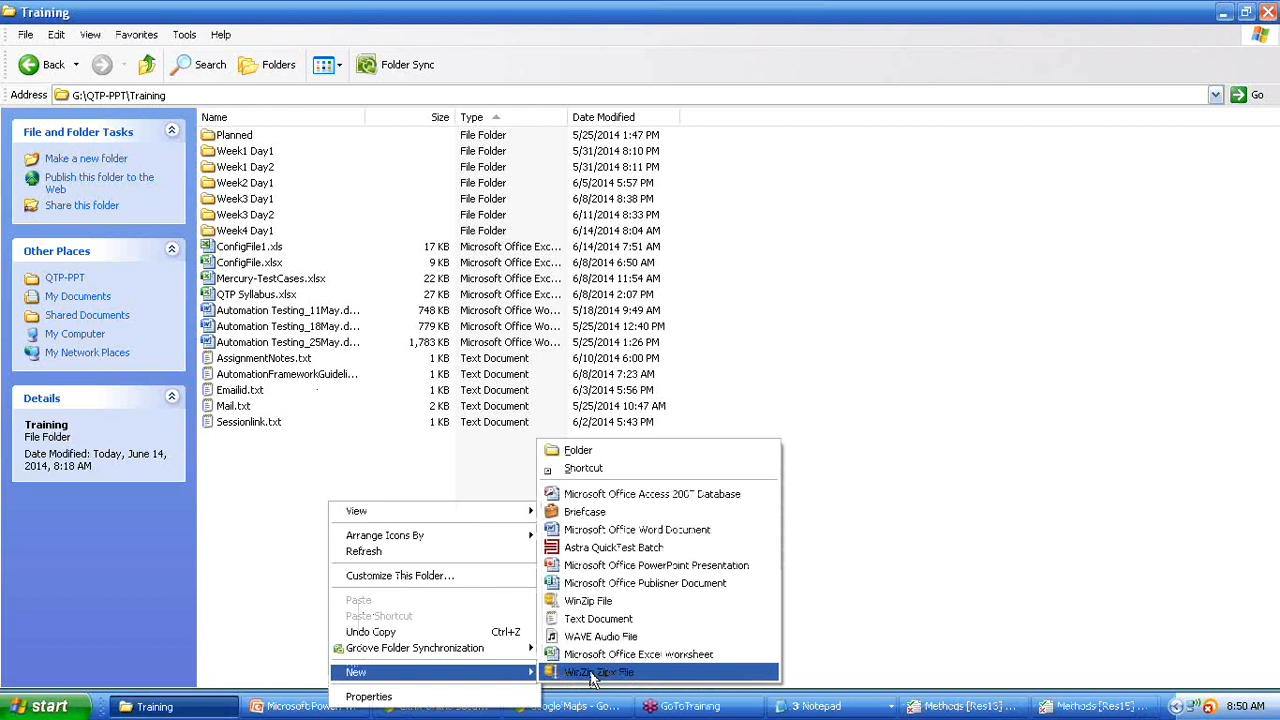 Training
File Edit View Favorites Tools Help
Back Search Folders Folder Sync
Address G:\QTP-PPT\Training Go
File and Folder Tasks
Make a new folder
Publish this folder to the
Web
Share this folder
Other Places
QTP-PPT
My Documents
Shared Documents
My Computer
My Network Places
Details
Training
File Folder
Date Modified: Today, June 14,
2014, 8:18 AM
Name Size Type Date Modified
Planned File Folder 5/25/2014 1:47 PM
Week1 Day1 File Folder 5/31/2014 8:10 PM
Week1 Day2 File Folder 5/31/2014 8:11 PM
Week2 Day1 File Folder 6/5/2014 5:57 PM
Week3 Day1 File Folder 6/8/2014 8:38 PM
Week3 Day2 File Folder 6/11/2014 8:33 PM
Week4 Day1 File Folder 6/14/2014 8:04 AM
ConfigFile1.xls 17 KB Microsoft Office Exc... 6/14/2014 7:51 AM
ConfigFile.xlsx 9 KB Microsoft Office Exc... 6/8/2014 6:50 AM
Mercury-TestCases.xlsx 22 KB Microsoft Office Exc... 6/8/2014 11:54 AM
QTP Syllabus.xlsx 27 KB Microsoft Office Exc... 6/8/2014 2:07 PM
Automation Testing_11May.d... 748 KB Microsoft Office Wo... 5/18/2014 9:49 AM
Automation Testing_18May.d... 779 KB Microsoft Office Wo... 5/25/2014 12:40 PM
Automation Testing_25May.d... 1,783 KB Microsoft Office Wo... 5/25/2014 1:26 PM
AssignmentNotes.txt 1 KB Text Document 6/10/2014 6:00 PM
AutomationFrameworkGuideli... 1 KB Text Document 6/8/2014 7:23 AM
Emailid.txt 1 KB Text Document 6/3/2014 5:56 PM
Mail.txt 2 KB Text Document 5/25/2014 10:47 AM
Sessionlink.txt 1 KB Text Document 6/2/2014 5:43 PM
View
Arrange Icons By
Refresh
Customize This Folder...
Paste
Paste Shortcut
Undo Copy Ctrl+Z
Groove Folder Synchronization
New
Properties
Folder
Shortcut
Microsoft Office Access 2007 Database
Briefcase
Microsoft Office Word Document
Astra QuickTest Batch
Microsoft Office PowerPoint Presentation
Microsoft Office Publisher Document
WinZip File
Text Document
WAVE Audio File
Microsoft Office Excel Worksheet
WinZip Zipx File
start Training Microsoft Google Maps - Go... GoToTraining 3 Notepad Methods [Res13] ... Methods [Res15] ... 8:50 AM